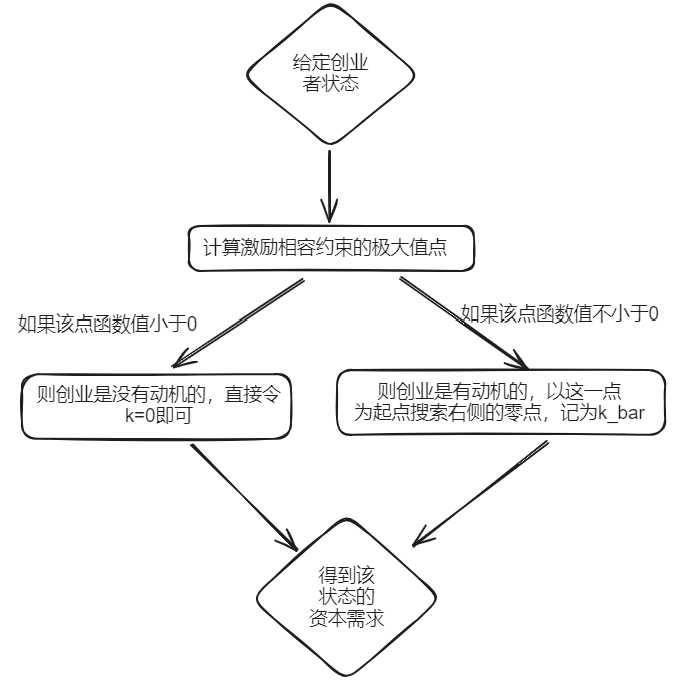 给定创业
者状态
计算激励相容约束的极大值点
如果该点函数值小于0
如果该点函数值不小于0
则创业是没有动机的，直接令
k=0即可
则创业是有动机的，以这一点
为起点搜索右侧的零点，记为k_bar
得到该
状态的
资本需求